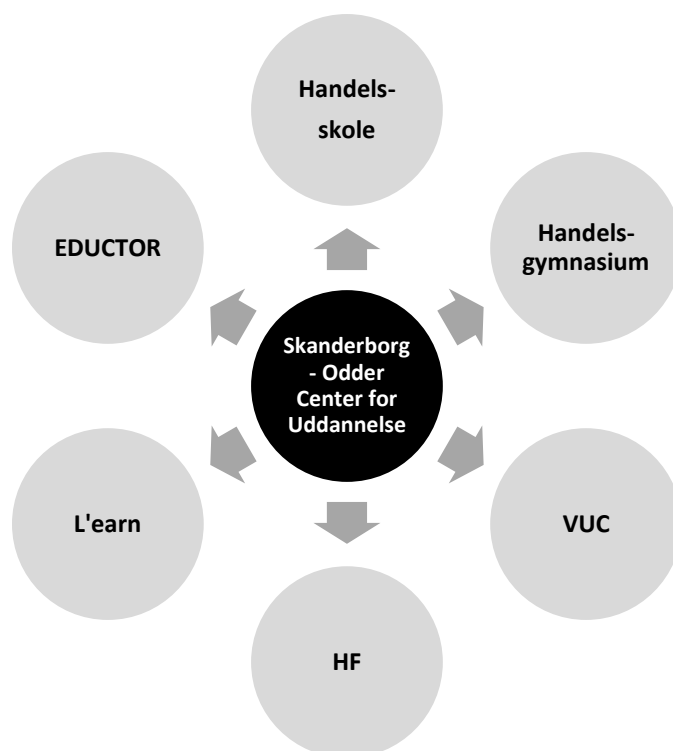 Handels-
skole
EDUCTOR
Handels-
gymnasium
Skanderborg
- Odder
Center for
Uddannelse
L'earn
VUC
HF